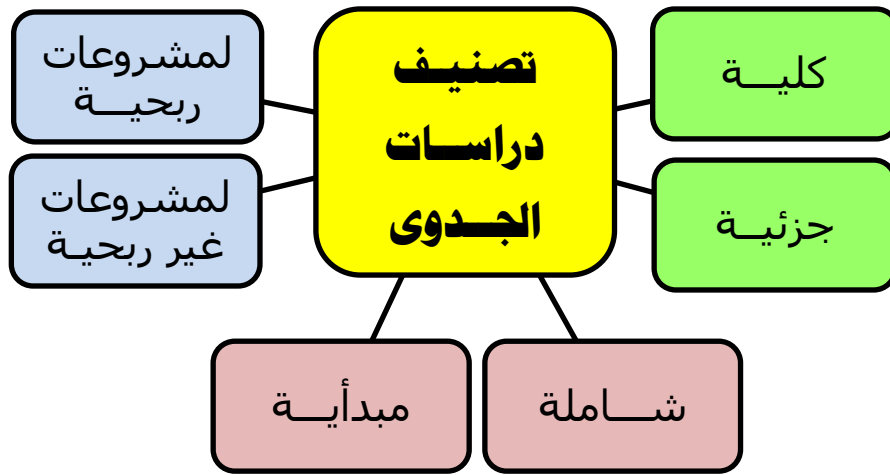 تصنيف
دراسات
الجدوى
كلية
جزئية
لمشروعات
ربحية
لمشروعات
غير ربحية
شاملة
مبدأية